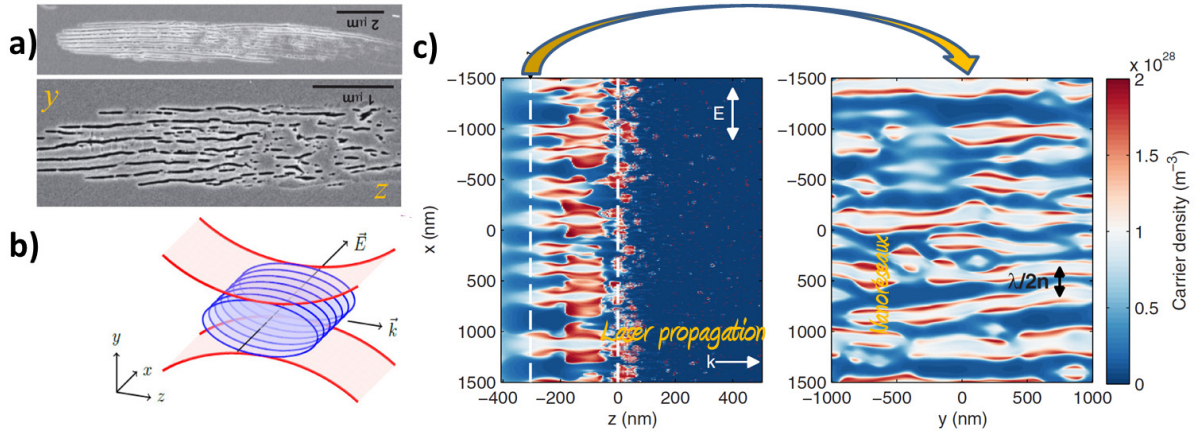 a)
2 μm
y
1 μm
z
b)
E
k
y
x
z
c)
x (nm)
-1500
-1000
-500
0
500
1000
1500
-400
-200
0
200
400
z (nm)
E
Laser propagation
k
-1500
-1000
-500
0
500
1000
1500
-1000
-500
0
500
1000
y (nm)
Nanoréseaux
λ/2n
x 10²⁸
2
1.5
1
0.5
0
Carrier density (m⁻³)